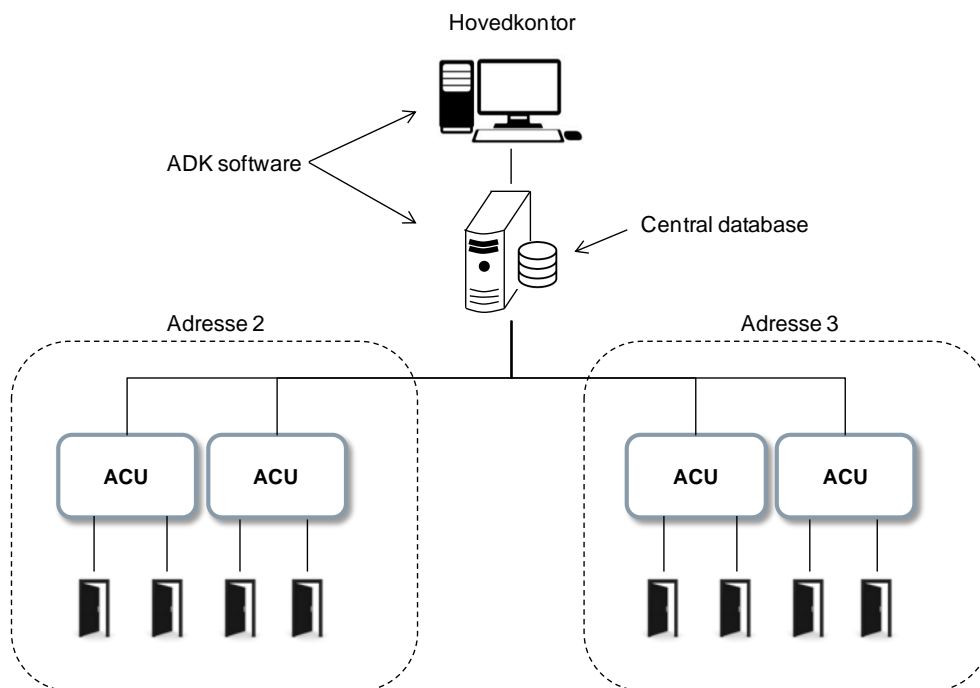 Hovedkontor
ADK software
Central database
Adresse 2
Adresse 3
ACU
ACU
ACU
ACU